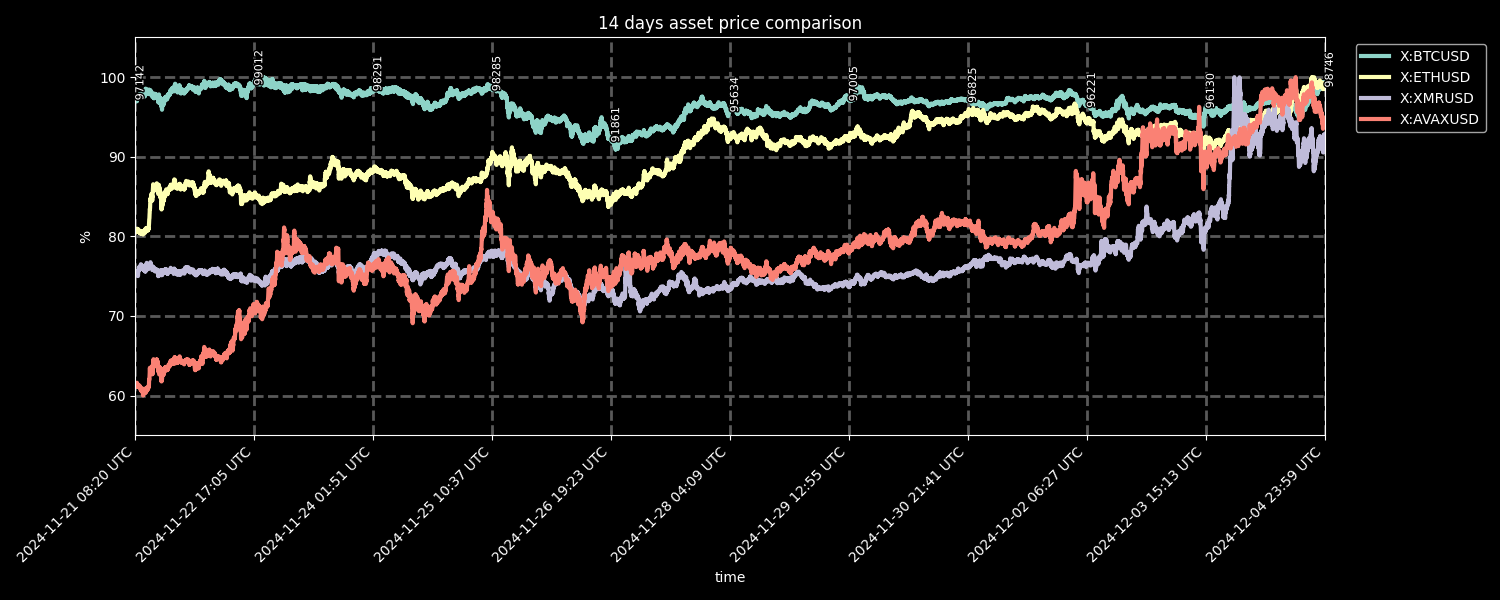 14 days asset price comparison
X:BTCUSD
X:ETHUSD
X:XMRUSD
X:AVAXUSD
100
90
80
70
60
%
97142
99012
98291
98285
91861
95634
97005
96825
96221
96130
98746
2024-11-21 08:20 UTC
2024-11-22 17:05 UTC
2024-11-24 01:51 UTC
2024-11-25 10:37 UTC
2024-11-26 19:23 UTC
2024-11-28 04:09 UTC
2024-11-29 12:55 UTC
2024-11-30 21:41 UTC
2024-12-02 06:27 UTC
2024-12-03 15:13 UTC
2024-12-04 23:59 UTC
time